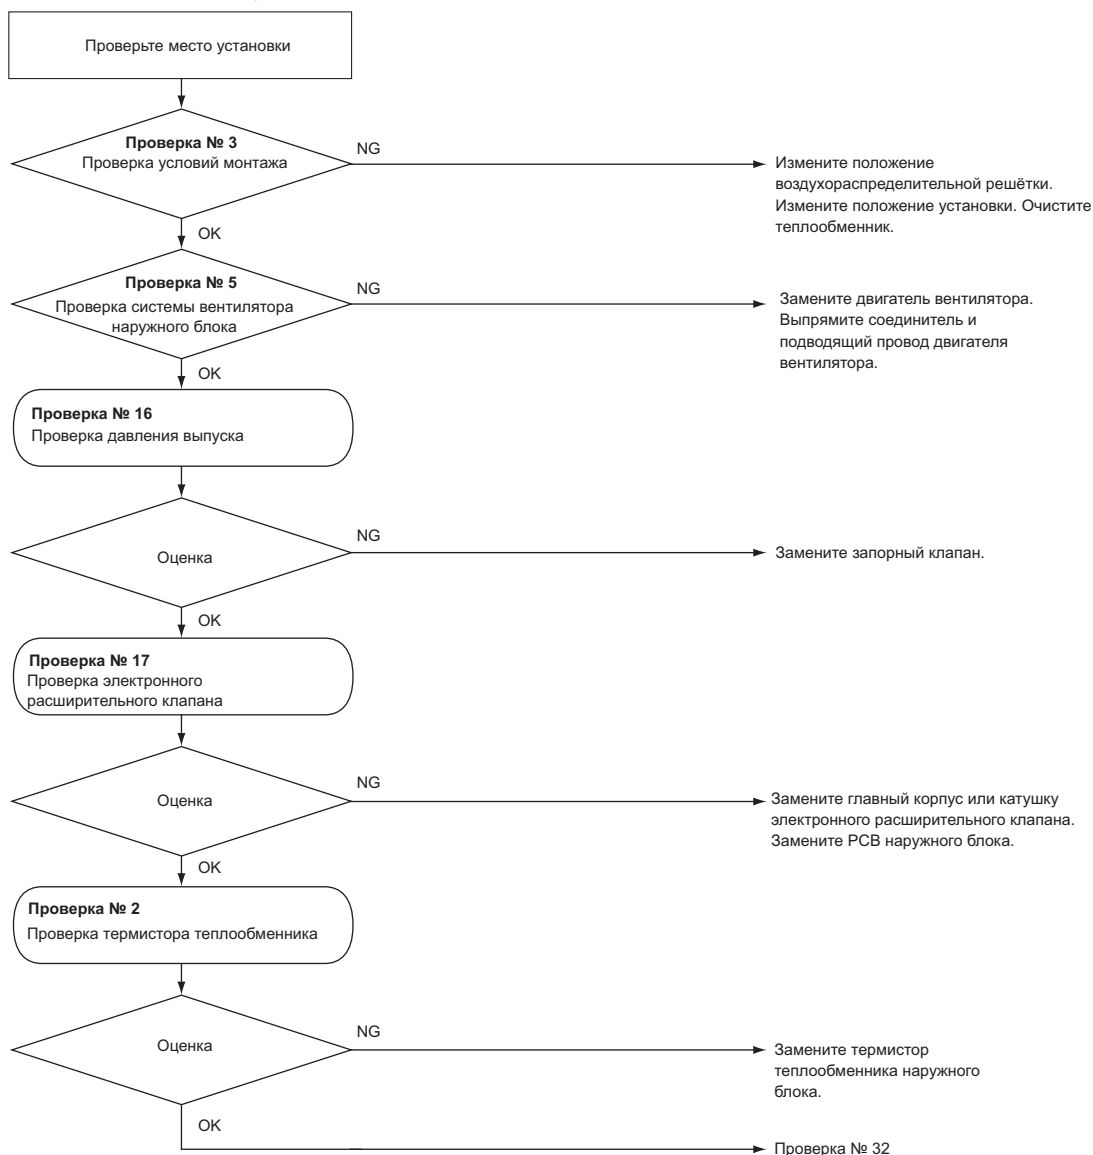 Проверьте место установки
Проверка № 3
Проверка условий монтажа
NG
Измените положение
воздухораспределительной решётки.
Измените положение установки. Очистите
теплообменник.
OK
Проверка № 5
Проверка системы вентилятора
наружного блока
NG
Замените двигатель вентилятора.
Выпрямите соединитель и
подводящий провод двигателя
вентилятора.
OK
Проверка № 16
Проверка давления выпуска
Оценка
NG
Замените запорный клапан.
OK
Проверка № 17
Проверка электронного
расширительного клапана
Оценка
NG
Замените главный корпус или катушку
электронного расширительного клапана.
Замените PCB наружного блока.
OK
Проверка № 2
Проверка термистора теплообменника
Оценка
NG
Замените термистор
теплообменника наружного
блока.
OK
Проверка № 32